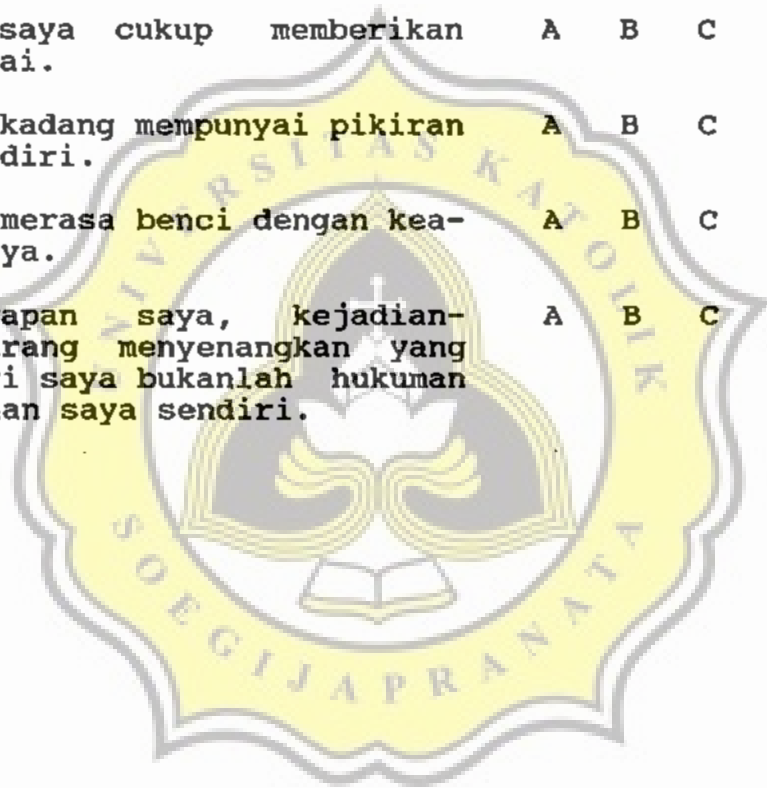 saya cukup memberikan A B C
ai.
kadang mempunyai pikiran A B C
diri.
merasa benci dengan kea- A B C
ya.
apan saya, kejadian- A B C
rang menyenangkan yang
ri saya bukanlah hukuman
an saya sendiri.
UNIVERSITAS KATOLIK
SOEGIJAPRANATA